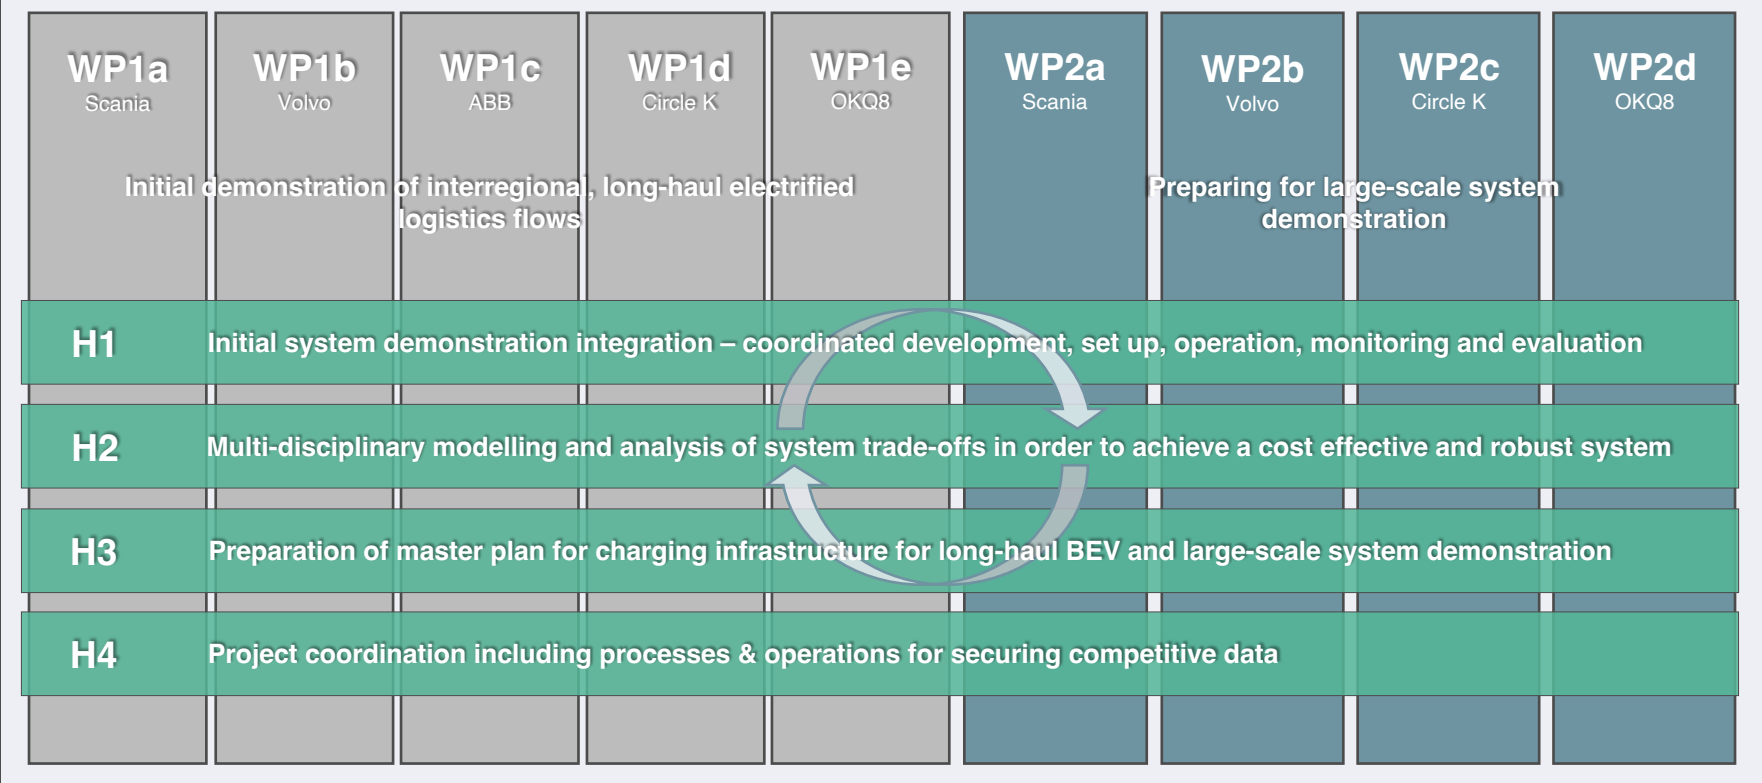 WP1a
Scania
WP1b
Volvo
WP1c
ABB
WP1d
Circle K
WP1e
OKQ8
WP2a
Scania
WP2b
Volvo
WP2c
Circle K
WP2d
OKQ8
Initial demonstration of interregional, long-haul electrified
logistics flows
Preparing for large-scale system
demonstration
H1 Initial system demonstration integration – coordinated development, set up, operation, monitoring and evaluation
H2 Multi-disciplinary modelling and analysis of system trade-offs in order to achieve a cost effective and robust system
H3 Preparation of master plan for charging infrastructure for long-haul BEV and large-scale system demonstration
H4 Project coordination including processes & operations for securing competitive data